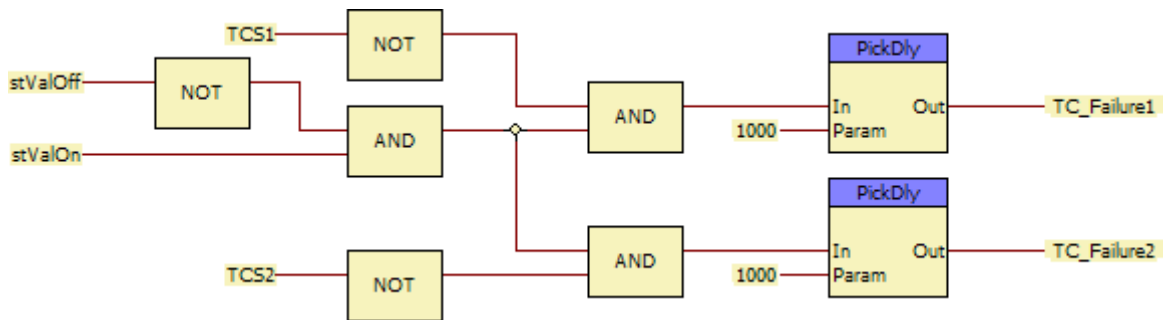 TCS1
NOT
PickDly
stValOff
NOT
In
Out
TC_Failure1
AND
1000
Param
AND
stValOn
PickDly
In
Out
TC_Failure2
AND
TCS2
NOT
1000
Param